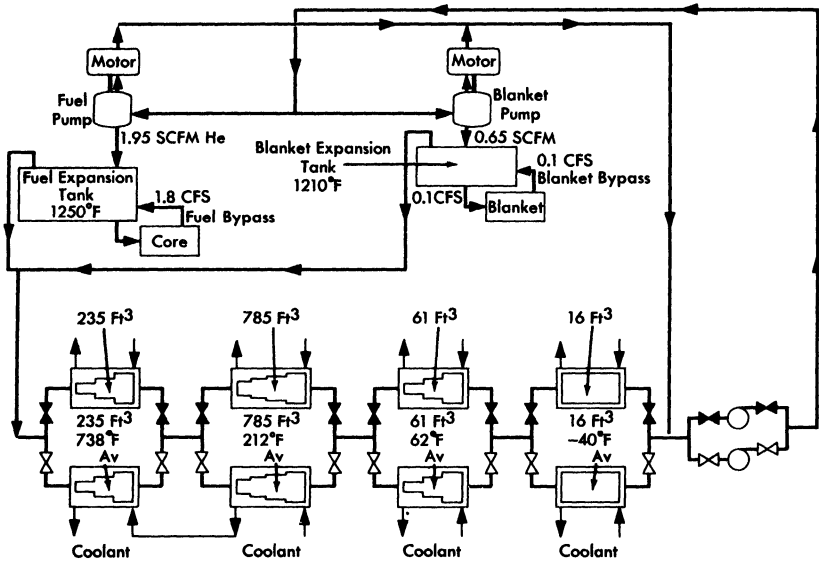 Motor
Motor
Fuel
Pump
Blanket
Pump
1.95 SCFM He
0.65 SCFM
Blanket Expansion
Tank
1210°F
0.1 CFS
Blanket Bypass
Fuel Expansion
Tank
1250°F
1.8 CFS
Fuel Bypass
0.1CFS
Blanket
Core
235 Ft3
785 Ft3
61 Ft3
16 Ft3
235 Ft3
738°F
Av
785 Ft3
212°F
Av
61 Ft3
62°F
Av
16 Ft3
-40°F
Av
Coolant
Coolant
Coolant
Coolant